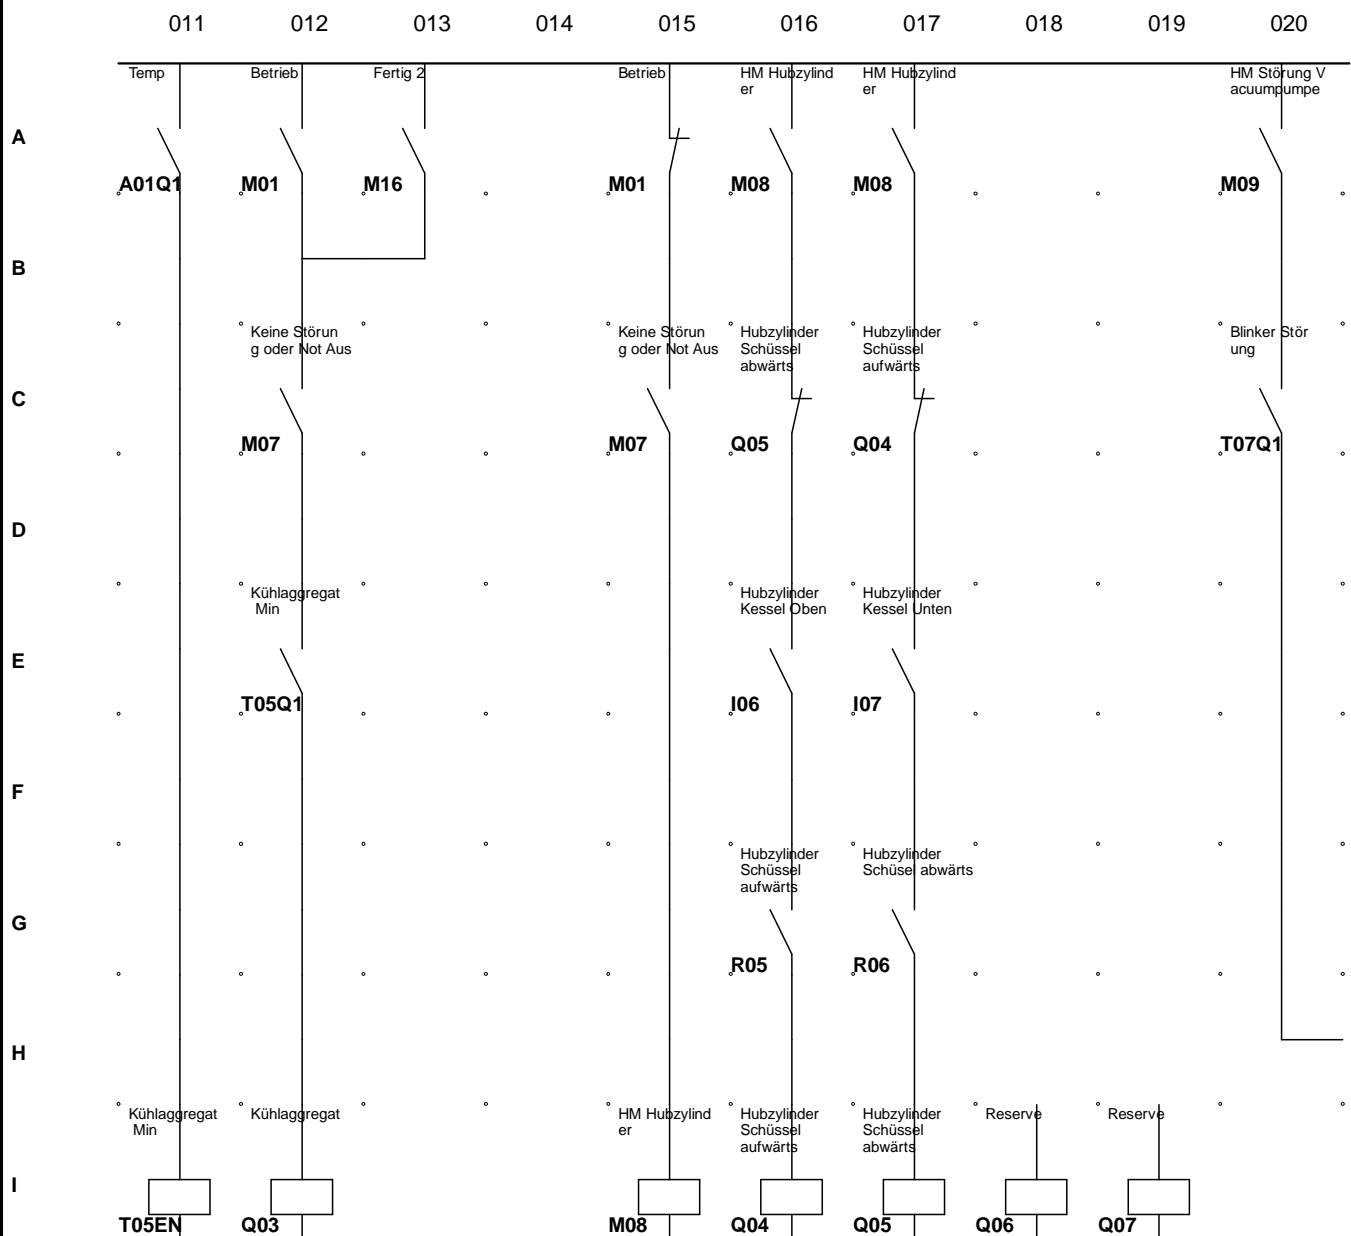 011 012 013 014 015 016 017 018 019 020
Temp Betrieb Fertig 2 Betrieb HM Hubzylind HM Hubzylind HM Störung V
er er acuumpumpe
A
A01Q1 M01 M16 M01 M08 M08 M09
B
Keine Störun Keine Störun Hubzylinder Hubzylinder Blinker Stör
g oder Not Aus g oder Not Aus Schüssel Schüssel ung
abwärts aufwärts
C
M07 M07 Q05 Q04 T07Q1
D
Kühlaggregat Hubzylinder Hubzylinder
Min Kessel Oben Kessel Unten
E
T05Q1 I06 I07
F
Hubzylinder Hubzylinder
Schüssel Schüsel abwärts
aufwärts
G
R05 R06
H
Kühlaggregat Kühlaggregat HM Hubzylind Hubzylinder Hubzylinder Reserve Reserve
Min er Schüssel Schüssel
aufwärts abwärts
I
T05EN Q03 M08 Q04 Q05 Q06 Q07